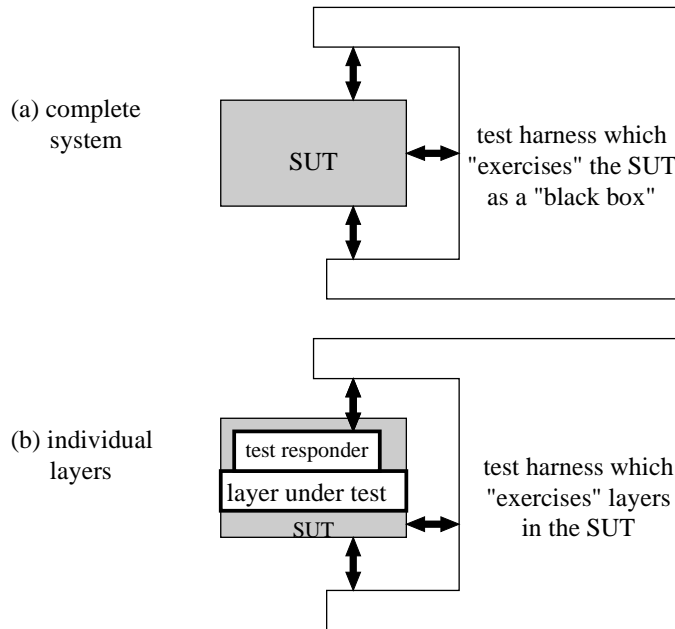 (a) complete
system
SUT
test harness which
"exercises" the SUT
as a "black box"
(b) individual
layers
test responder
layer under test
SUT
test harness which
"exercises" layers
in the SUT